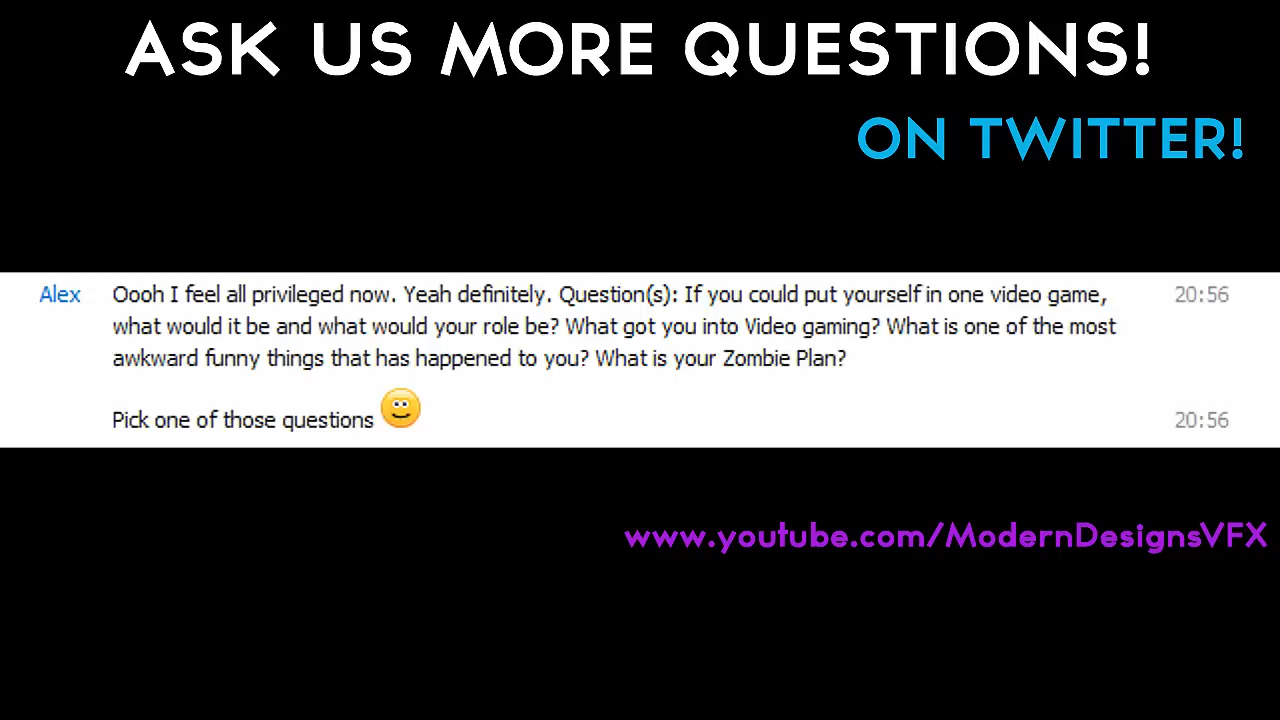 ASK US MORE QUESTIONS!
ON TWITTER!
Alex Oooh I feel all privileged now. Yeah definitely. Question(s): If you could put yourself in one video game, 20:56
what would it be and what would your role be? What got you into Video gaming? What is one of the most
awkward funny things that has happened to you? What is your Zombie Plan?
Pick one of those questions 20:56
www.youtube.com/ModernDesignsVFX